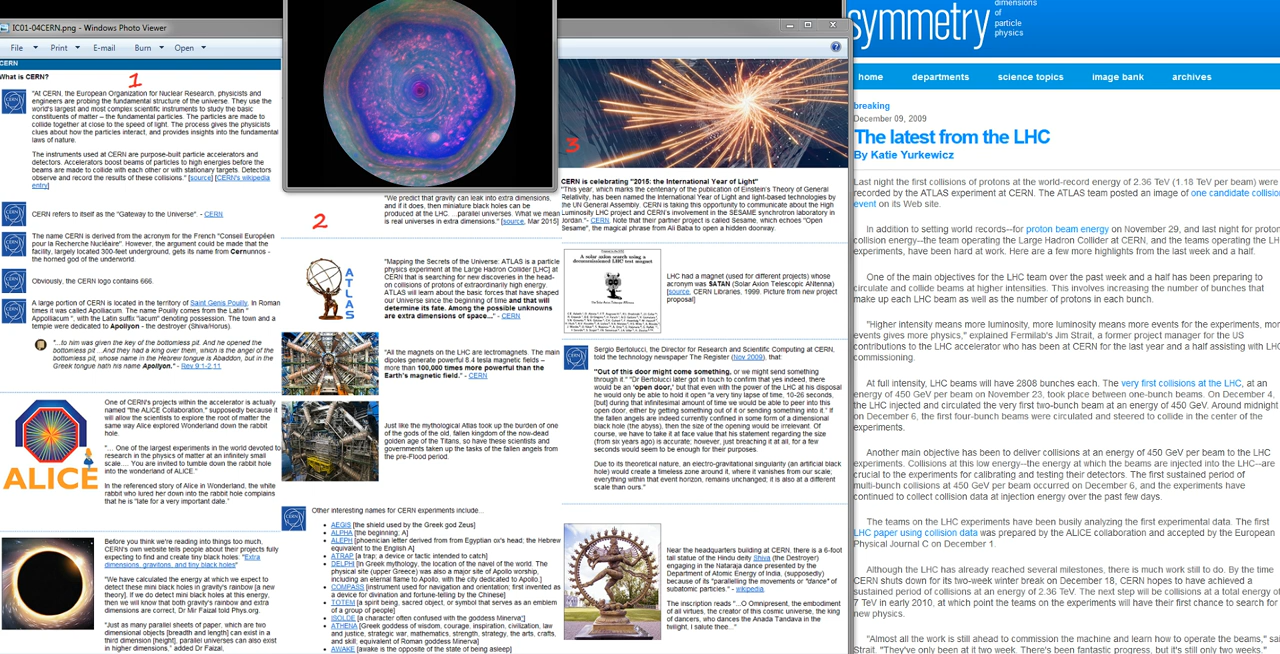 IC01-04CERN.png - Windows Photo Viewer
File Print E-mail Burn Open
CERN
What is CERN?
1
"At CERN, the European Organization for Nuclear Research, physicists and
engineers are probing the fundamental structure of the universe. They use the
world's largest and most complex scientific instruments to study the basic
constituents of matter – the fundamental particles. The particles are made to
collide together at close to the speed of light. The process gives the physicists
clues about how the particles interact, and provides insights into the fundamental
laws of nature.
The instruments used at CERN are purpose-built particle accelerators and
detectors. Accelerators boost beams of particles to high energies before the
beams are made to collide with each other or with stationary targets. Detectors
observe and record the results of these collisions." [source] [CERN's wikipedia
entry]
CERN refers to itself as the "Gateway to the Universe". - CERN
The name CERN is derived from the acronym for the French "Conseil Européen
pour la Recherche Nucléaire". However, the argument could be made that the
facility, largely located 300-feet underground, gets its name from Cernunnos -
the horned god of the underworld.
Obviously, the CERN logo contains 666.
A large portion of CERN is located in the territory of Saint Genis Pouilly. In Roman
times it was called Apolliacum. The name Pouilly comes from the Latin "
Appolliacum ", with the Latin suffix "iacum" denoting possession. The town and a
temple were dedicated to Apollyon - the destroyer (Shiva/Horus).
"...to him was given the key of the bottomless pit. And he opened the
bottomless pit ... And they had a king over them, which is the angel of the
bottomless pit, whose name in the Hebrew tongue is Abaddon, but in the
Greek tongue hath his name Apollyon." - Rev 9:1-2,11
ALICE
One of CERN's projects within the accelerator is actually
named "the ALICE Collaboration," supposedly because it
will allow the scientists to explore the root of matter the
same way Alice explored Wonderland down the rabbit
hole.
"... One of the largest experiments in the world devoted to
research in the physics of matter at an infinitely small
scale.... You are invited to tumble down the rabbit hole
into the wonderland of ALICE."
In the referenced story of Alice in Wonderland, the white
rabbit who lured her down into the rabbit hole complains
that he is "late for a very important date."
Before you think we're reading into things too much,
CERN's own website tells people about their projects fully
expecting to find and create tiny black holes. "Extra
dimensions, gravitons, and tiny black holes"
"We have calculated the energy at which we expect to
detect these mini black holes in gravity's rainbow [a new
theory]. If we do detect mini black holes at this energy,
then we will know that both gravity's rainbow and extra
dimensions are correct, Dr Mir Faizal told Phys.org.
"Just as many parallel sheets of paper, which are two
dimensional objects [breadth and length] can exist in a
third dimension [height], parallel universes can also exist
in higher dimensions," added Dr Faizal,
2
"We predict that gravity can leak into extra dimensions,
and if it does, then miniature black holes can be
produced at the LHC. ...parallel universes. What we mean
is real universes in extra dimensions." [source, Mar 2015]
ATLAS
"Mapping the Secrets of the Universe: ATLAS is a particle
physics experiment at the Large Hadron Collider [LHC] at
CERN that is searching for new discoveries in the head-
on collisions of protons of extraordinarily high energy.
ATLAS will learn about the basic forces that have shaped
our Universe since the beginning of time and that will
determine its fate. Among the possible unknowns
are extra dimensions of space..." - CERN
"All the magnets on the LHC are electromagnets. The main
dipoles generate powerful 8.4 tesla magnetic fields –
more than 100,000 times more powerful than the
Earth's magnetic field." - CERN
Just like the mythological Atlas took up the burden of one
of the gods of the old, fallen kingdom of the now-dead
golden age of the Titans, so have these scientists and
governments taken up the tasks of the fallen angels from
the pre-Flood period.
Other interesting names for CERN experiments include...
AEGIS [the shield used by the Greek god Zeus]
ALPHA [the beginning, A]
ALEPH [phoenician letter derived from from Egyptian ox's head; the Hebrew
equivalent to the English A]
ATRAP [a trap; a device or tactic intended to catch]
DELPHI [in Greek mythology, the location of the navel of the world. The
physical site (upper Greece) was also a major site of Apollo worship,
including an eternal flame to Apollo, with the city dedicated to Apollo.]
COMPASS [instrument used for navigation and orientation; first invented as
a device for divination and fortune-telling by the Chinese]
TOTEM [a spirit being, sacred object, or symbol that serves as an emblem
of a group of people]
ISOLDE [a character often confused with the goddess Minerva*]
ATHENA [Greek goddess of wisdom, courage, inspiration, civilization, law
and justice, strategic war, mathematics, strength, strategy, the arts, crafts,
and skill; equivalent of Roman goddess Minerva]
AWAKE [awake is the opposite of the state of being asleep]
3
CERN is celebrating "2015: the International Year of Light"
"This year, which marks the centenary of the publication of Einstein's Theory of General
Relativity, has been named the International Year of Light and light-based technologies by
the UN General Assembly. CERN is taking this opportunity to communicate about the High
Luminosity LHC project and CERN's involvement in the SESAME synchrotron laboratory in
Jordan."- CERN. Note that their partner project is called Sesame, which echoes "Open
Sesame", the magical phrase from Ali Baba to open a hidden doorway.
A solar axion search using a
decommissioned LHC test magnet
LHC had a magnet (used for different projects) whose
acronym was SATAN (Solar Axion Telescopic ANtenna)
[source, CERN Libraries, 1999. Picture from new project
proposal]
Sergio Bertolucci, the Director for Research and Scientific Computing at CERN,
told the technology newspaper The Register (Nov 2009), that:
"Out of this door might come something, or we might send something
through it." "Dr Bertolucci later got in touch to confirm that yes indeed, there
would be an 'open door,' but that even with the power of the LHC at his disposal
he would only be able to hold it open "a very tiny lapse of time, 10-26 seconds,
[but] during that infinitesimal amount of time we would be able to peer into this
open door, either by getting something out of it or sending something into it." If
the fallen angels are indeed currently confined in some form of a dimensional
black hole (the abyss), then the size of the opening would be irrelevant. Of
course, we have to take it at face value that his statement regarding the size
(from six years ago) is accurate; however, just breaching it at all, for a few
seconds would seem to be enough for their purposes.
Due to its theoretical nature, an electro-gravitational singularity (an artificial black
hole) would create a timeless zone around it, where it vanishes from our scale,
everything within that event horizon, remains unchanged; it is also at a different
scale than ours".
Near the headquarters building at CERN, there is a 6-foot
tall statue of the Hindu deity Shiva (the Destroyer)
engaging in the Nataraja dance presented by the
Department of Atomic Energy of India, (supposedly)
because of its "paralleling the movements or "dance" of
subatomic particles." - wikipedia.
The inscription reads "...O Omnipresent, the embodiment
of all virtues, the creator of this cosmic universe, the king
of dancers, who dances the Ananda Tandava in the
twilight, I salute thee..."
symmetry
dimensions
of
particle
physics
home departments science topics image bank archives
breaking
December 09, 2009
The latest from the LHC
By Katie Yurkewicz
Last night the first collisions of protons at the world-record energy of 2.36 TeV (1.18 TeV per beam) were
recorded by the ATLAS experiment at CERN. The ATLAS team posted an image of one candidate collision
event on its Web site.
In addition to setting world records--for proton beam energy on November 29, and last night for proton
collision energy--the team operating the Large Hadron Collider at CERN, and the teams operating the LHC
experiments, have been hard at work. Here are a few more highlights from the last week and a half.
One of the main objectives for the LHC team over the past week and a half has been preparing to
circulate and collide beams at higher intensities. This involves increasing the number of bunches that
make up each LHC beam as well as the number of protons in each bunch.
"Higher intensity means more luminosity, more luminosity means more events for the experiments, more
events gives more physics," explained Fermilab's Jim Strait, a former project manager for the US
contributions to the LHC accelerator who has been at CERN for the last year and a half assisting with LHC
commissioning.
At full intensity, LHC beams will have 2808 bunches each. The very first collisions at the LHC, at an
energy of 450 GeV per beam on November 23, took place between one-bunch beams. On December 4,
the LHC injected and circulated the very first two-bunch beam at an energy of 450 GeV. Around midnight
on December 6, the first four-bunch beams were circulated and steered to collide in the center of the
experiments.
Another main objective has been to deliver collisions at an energy of 450 GeV per beam to the LHC
experiments. Collisions at this low energy--the energy at which the beams are injected into the LHC--are
crucial to the experiments for calibrating and testing their detectors. The first sustained period of
multi-bunch collisions at 450 GeV per beam occurred on December 6, and the experiments have
continued to collect collision data at injection energy over the past few days.
The teams on the LHC experiments have been busily analyzing the first experimental data. The first
LHC paper using collision data was prepared by the ALICE collaboration and accepted by the European
Physical Journal C on December 1.
Although the LHC has already reached several milestones, there is much work still to do. By the time
CERN shuts down for its two-week winter break on December 18, CERN hopes to have achieved a
sustained period of collisions at an energy of 2.36 TeV. The next step will be collisions at a total energy of
7 TeV in early 2010, at which point the teams on the experiments will have their first chance to search for
new physics.
"Almost all the work is still ahead to commission the machine and learn how to operate the beams," said
Strait. "They've only been at it two week. There's been fantastic progress, but it's still only two weeks."